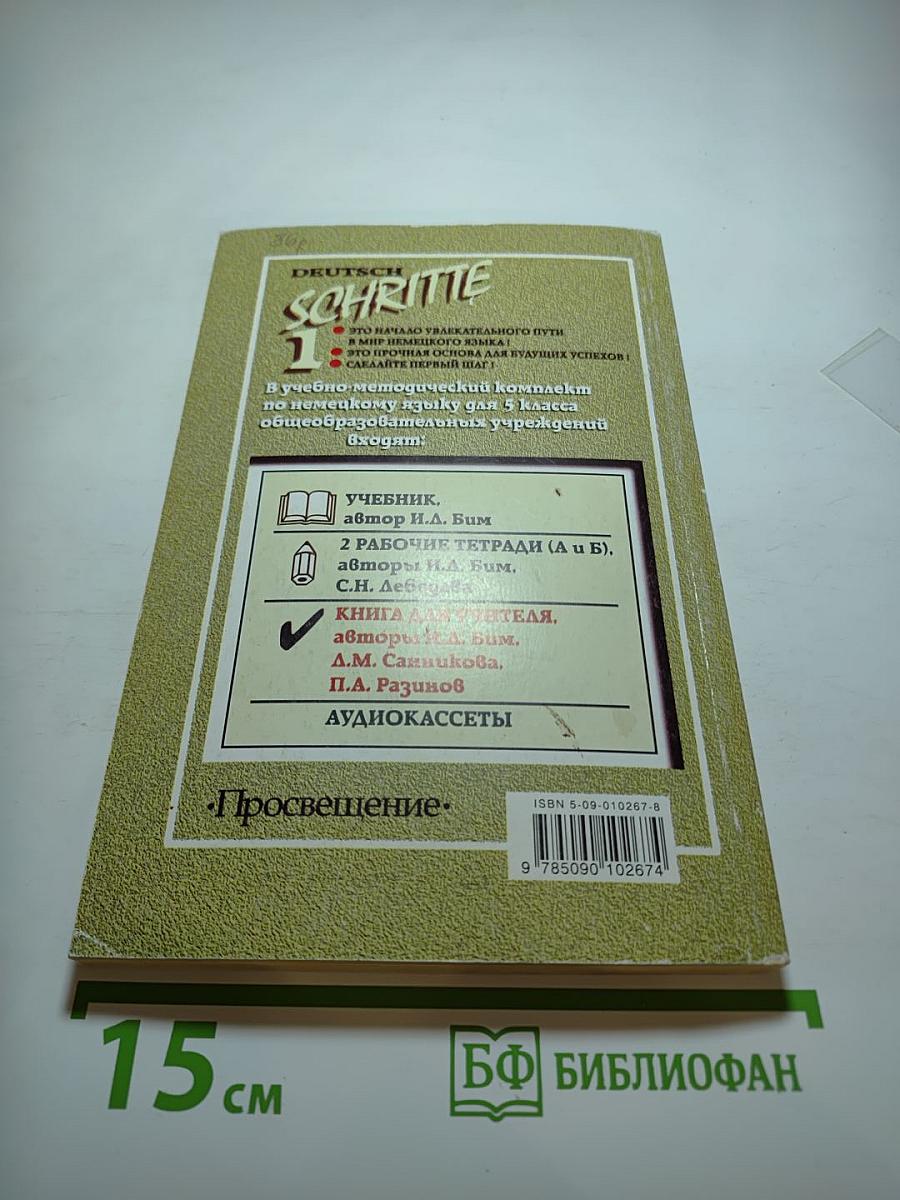 36р
DEUTSCH
SCHRITTE
1
ЭТО НАЧАЛО УВЛЕКАТЕЛЬНОГО ПУТИ
В МИР НЕМЕЦКОГО ЯЗЫКА!
ЭТО ПРОЧНАЯ ОСНОВА ДЛЯ БУДУЩИХ УСПЕХОВ!
СДЕЛАЙТЕ ПЕРВЫЙ ШАГ!
В учебно-методический комплект
по немецкому языку для 5 класса
общеобразовательных учреждений
входят:
УЧЕБНИК,
автор И.Л. Бим
2 РАБОЧИЕ ТЕТРАДИ (А и Б),
авторы И.Л. Бим,
С.Н. Лебедева
КНИГА ДЛЯ УЧИТЕЛЯ,
авторы И.Л. Бим,
Л.М. Санникова,
П.А. Разинов
АУДИОКАССЕТЫ
·Просвещение·
ISBN 5-09-010267-8
9 785090 102674
15 см
БФ БИБЛИОФАН